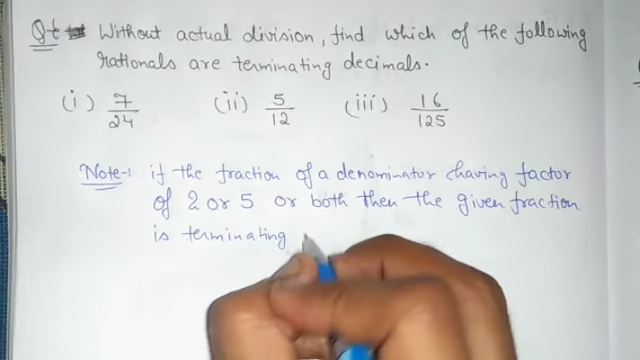 Q.t Without actual division, find which of the following
rationals are terminating decimals.
(i) 7/24 (ii) 5/12 (iii) 16/125
Note-: if the fraction of a denominator having factor
of 2 or 5 or both then the given fraction
is terminating